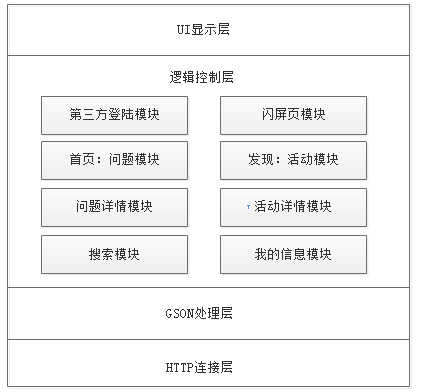 UI显示层
逻辑控制层
第三方登陆模块
闪屏页模块
首页：问题模块
发现：活动模块
问题详情模块
活动详情模块
搜索模块
我的信息模块
GSON处理层
HTTP连接层